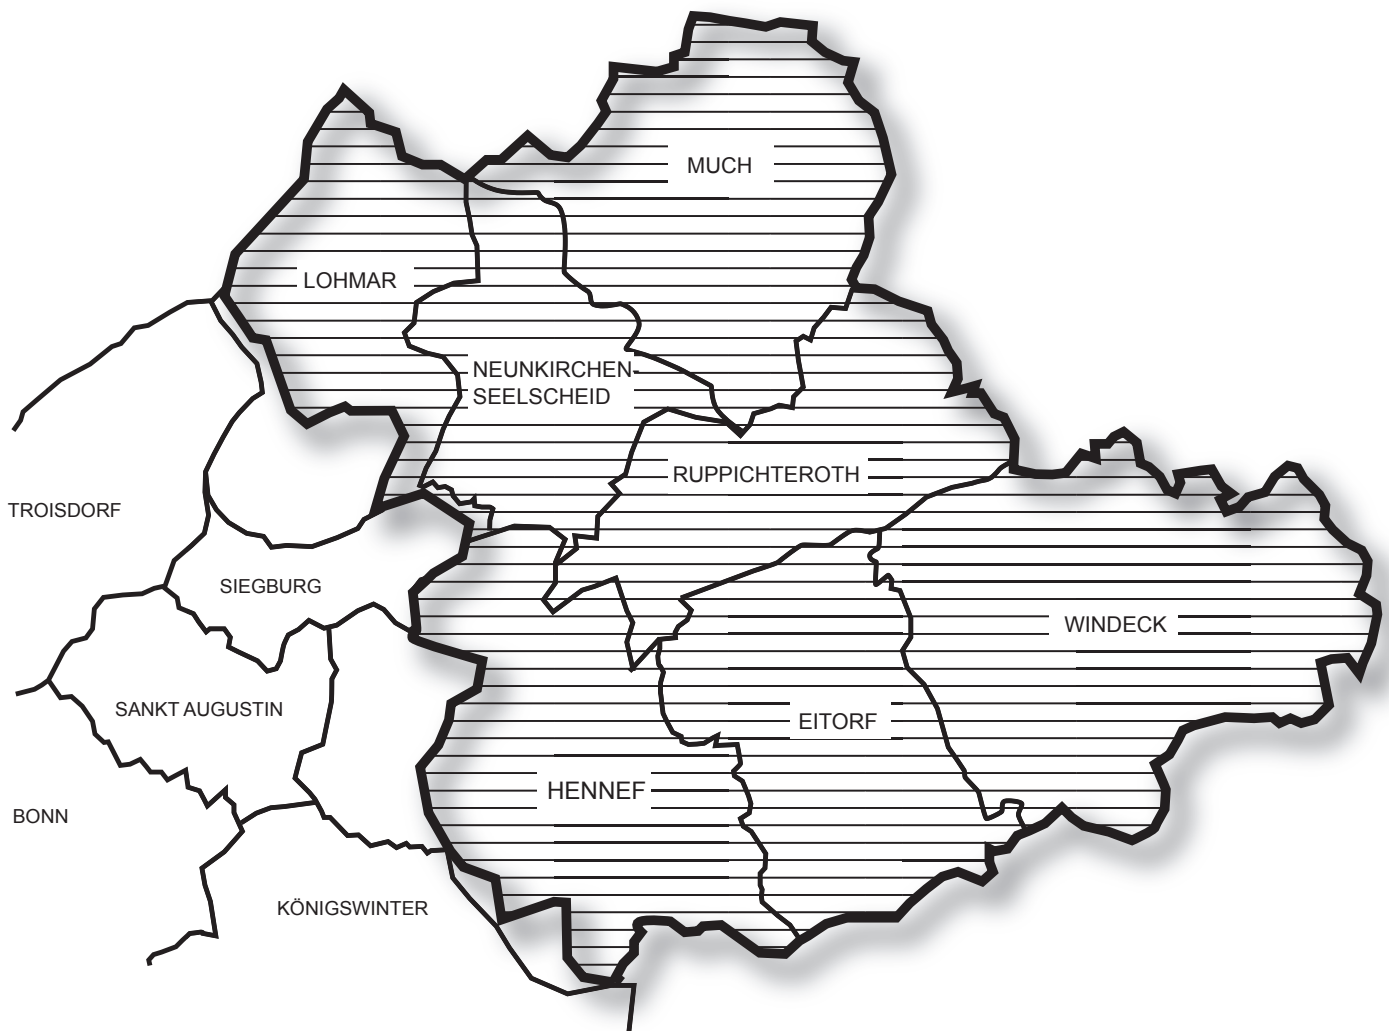 MUCH
LOHMAR
NEUNKIRCHEN-
SEELSCHEID
RUPPICHTEROTH
TROISDORF
SIEGBURG
WINDECK
SANKT AUGUSTIN
EITORF
HENNEF
BONN
KÖNIGSWINTER